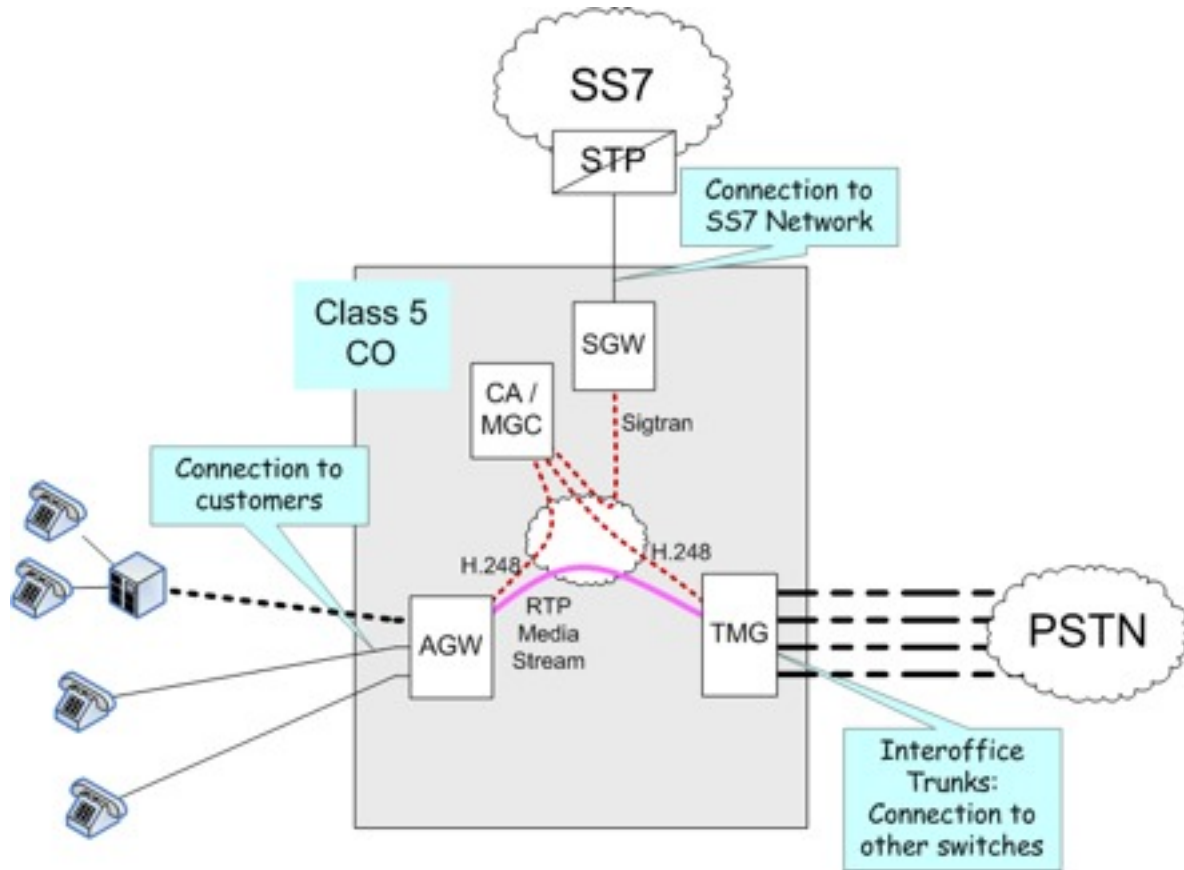 SS7
STP
Connection to
SS7 Network
Class 5
CO
SGW
CA /
MGC
Sigtran
Connection to
customers
H.248
H.248
RTP
Media
Stream
AGW
TMG
PSTN
Interoffice
Trunks:
Connection to
other switches